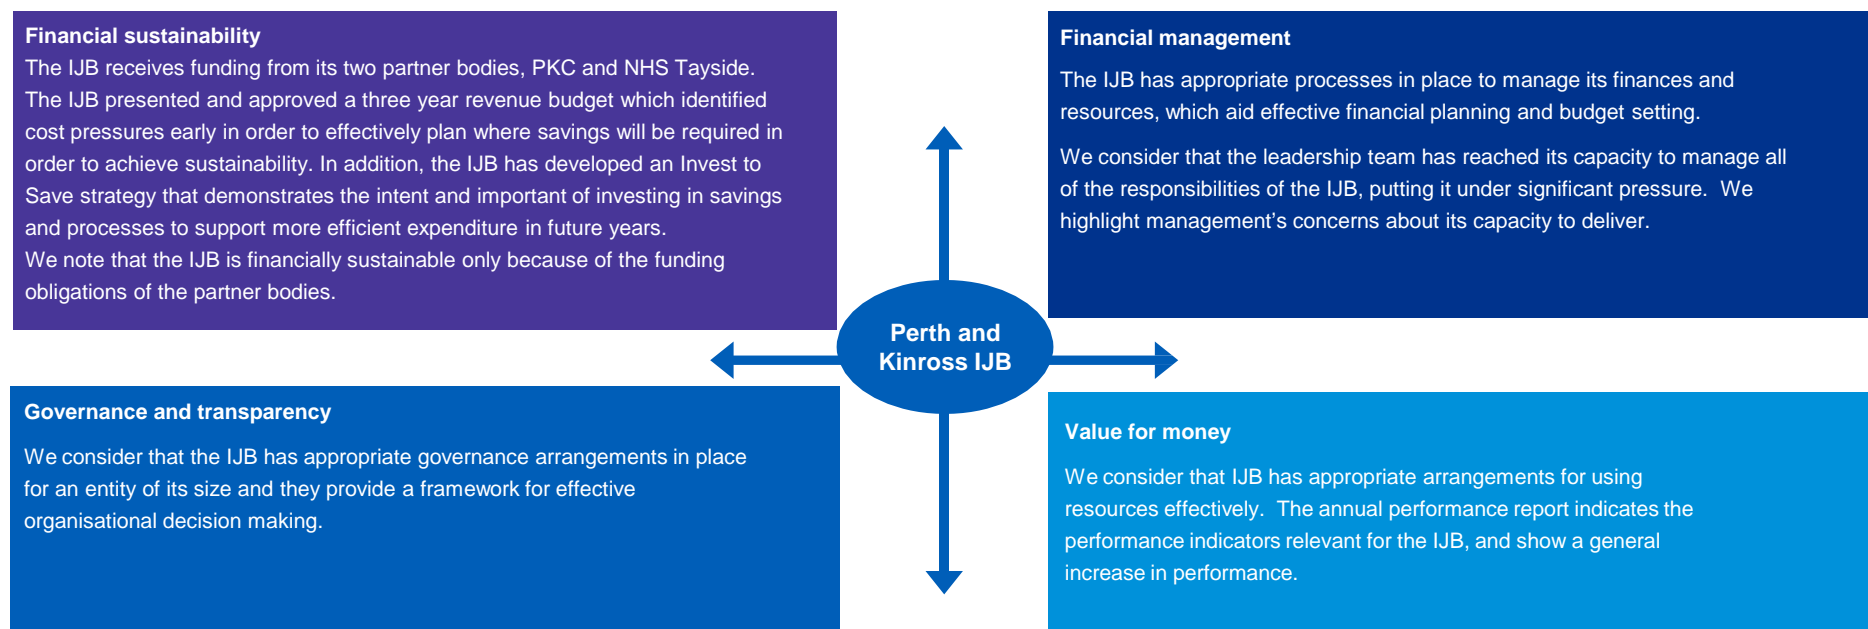 Financial sustainability
The IJB receives funding from its two partner bodies, PKC and NHS Tayside.
The IJB presented and approved a three year revenue budget which identified
cost pressures early in order to effectively plan where savings will be required in
order to achieve sustainability. In addition, the IJB has developed an Invest to
Save strategy that demonstrates the intent and important of investing in savings
and processes to support more efficient expenditure in future years.
We note that the IJB is financially sustainable only because of the funding
obligations of the partner bodies.
Financial management
The IJB has appropriate processes in place to manage its finances and
resources, which aid effective financial planning and budget setting.
We consider that the leadership team has reached its capacity to manage all
of the responsibilities of the IJB, putting it under significant pressure.  We
highlight management's concerns about its capacity to deliver.
Perth and
Kinross IJB
Governance and transparency
We consider that the IJB has appropriate governance arrangements in place
for an entity of its size and they provide a framework for effective
organisational decision making.
Value for money
We consider that IJB has appropriate arrangements for using
resources effectively.  The annual performance report indicates the
performance indicators relevant for the IJB, and show a general
increase in performance.